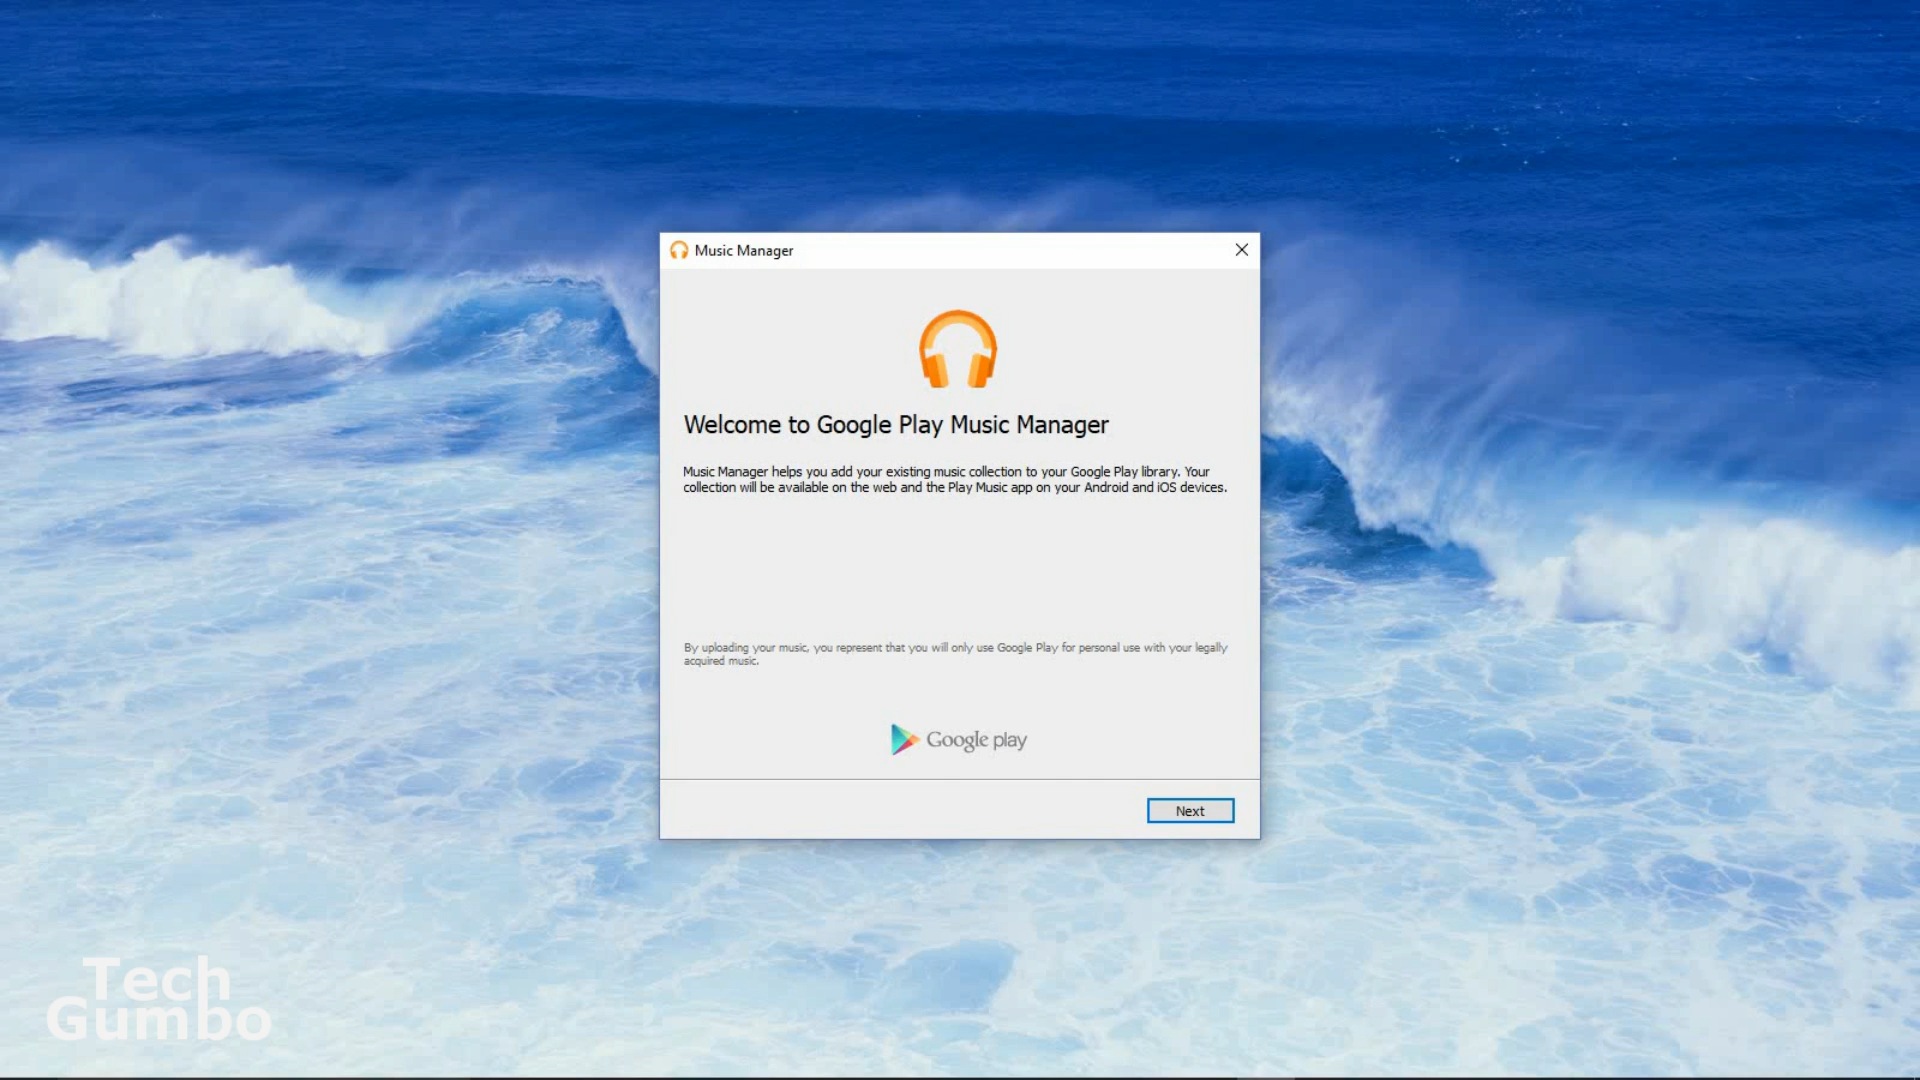 Music Manager
Welcome to Google Play Music Manager
Music Manager helps you add your existing music collection to your Google Play library. Your
collection will be available on the web and the Play Music app on your Android and iOS devices.
By uploading your music, you represent that you will only use Google Play for personal use with your legally
acquired music.
Google play
Next
Tech
Gumbo